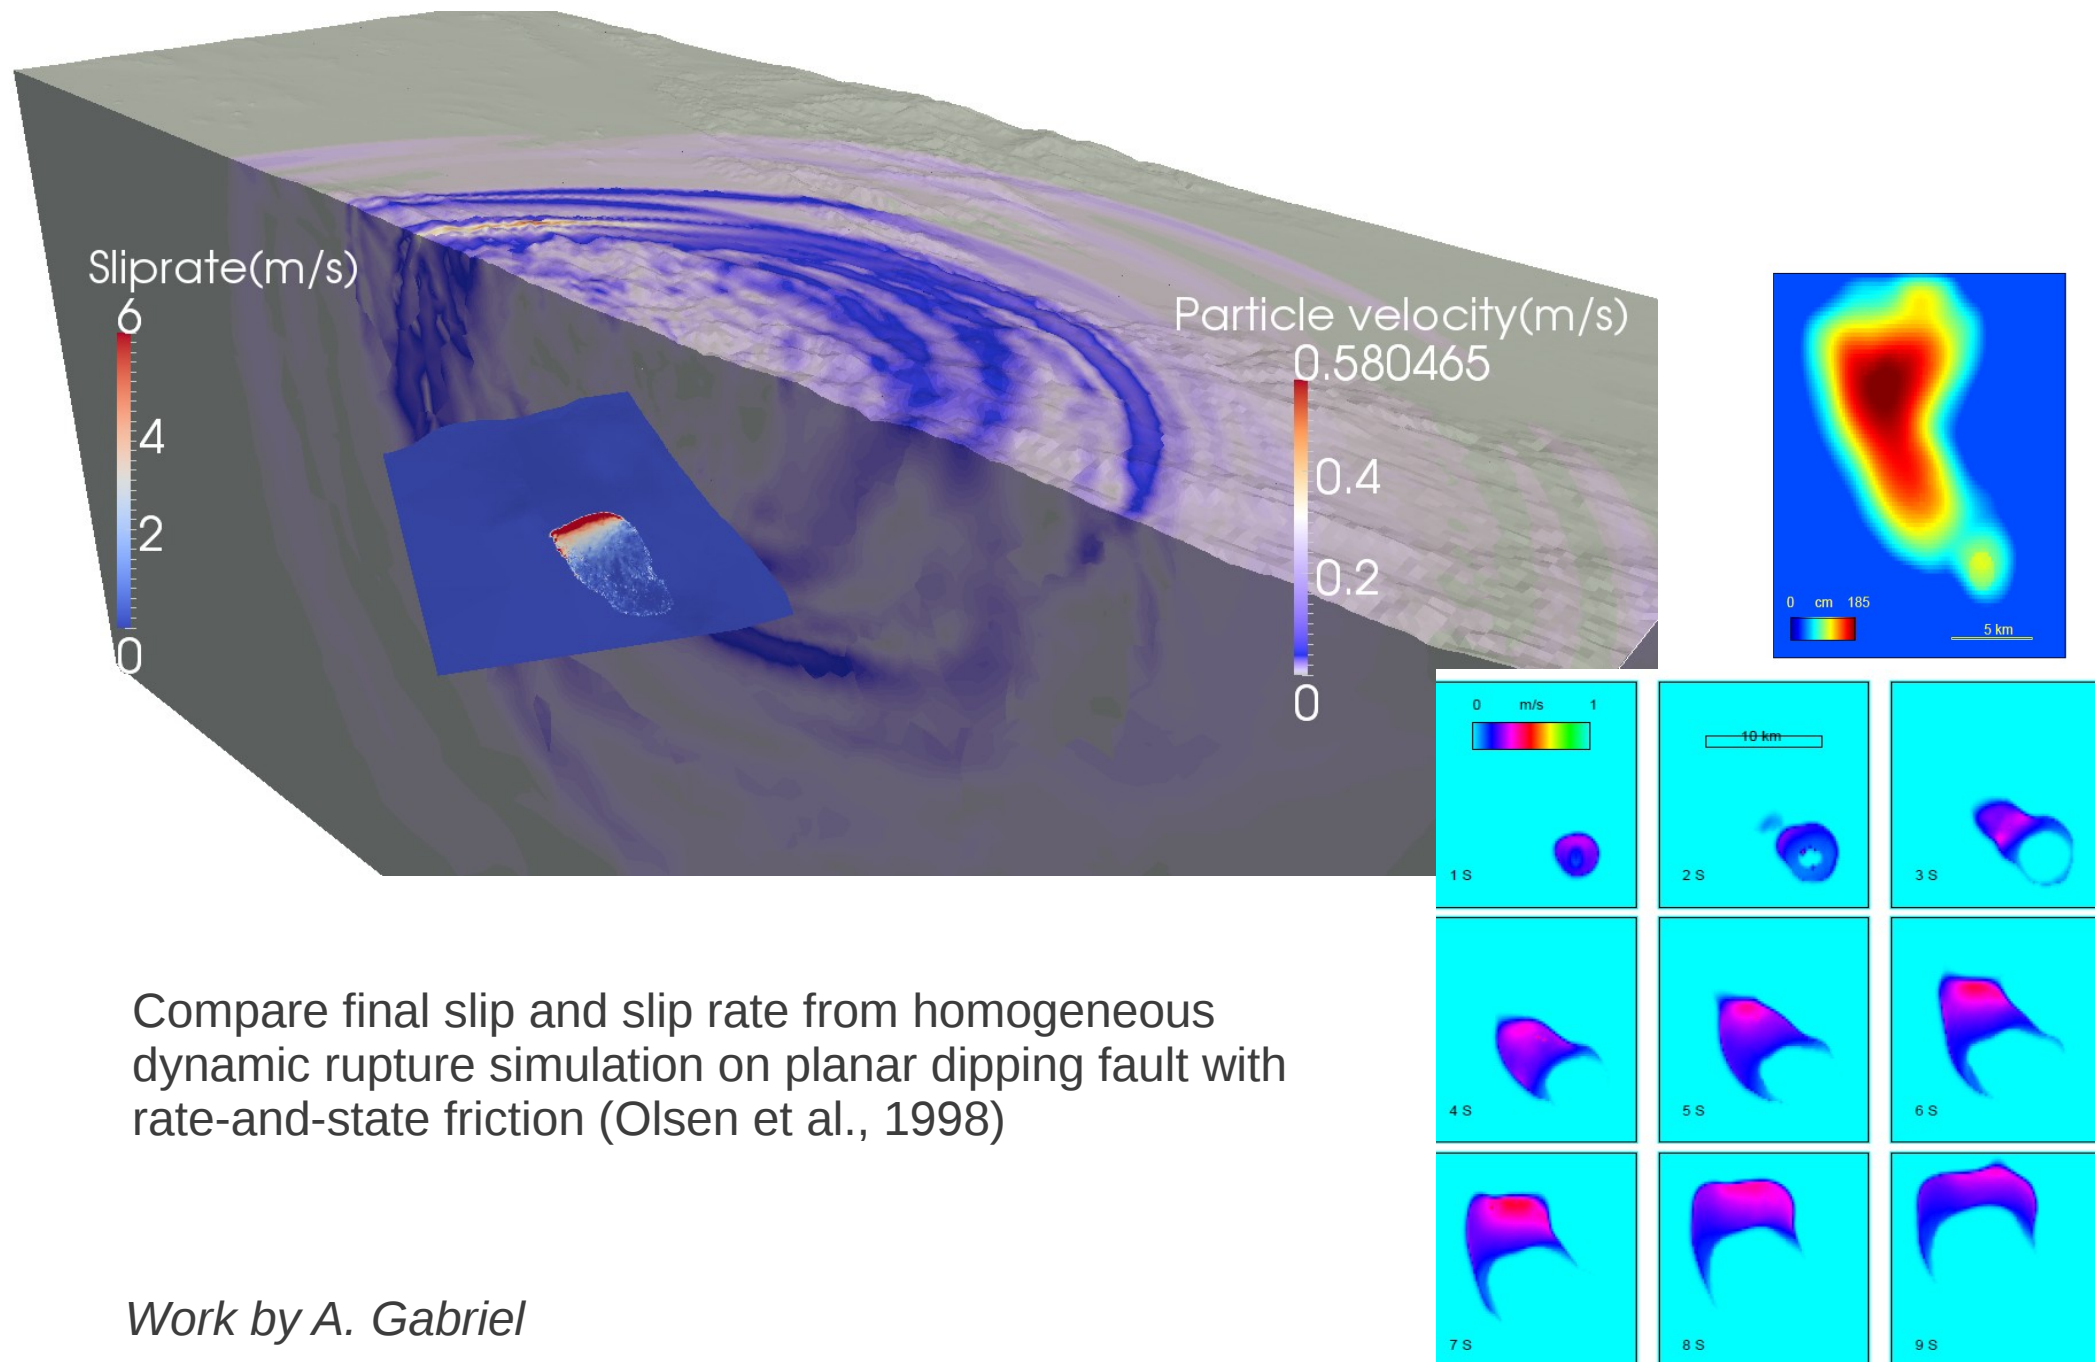 Sliprate(m/s)
6
4
2
0
Particle velocity(m/s)
0.580465
0.4
0.2
0
0 cm 185
5 km
0 m/s 1
10 km
1 S
2 S
3 S
4 S
5 S
6 S
7 S
8 S
9 S
Compare final slip and slip rate from homogeneous
dynamic rupture simulation on planar dipping fault with
rate-and-state friction (Olsen et al., 1998)
Work by A. Gabriel